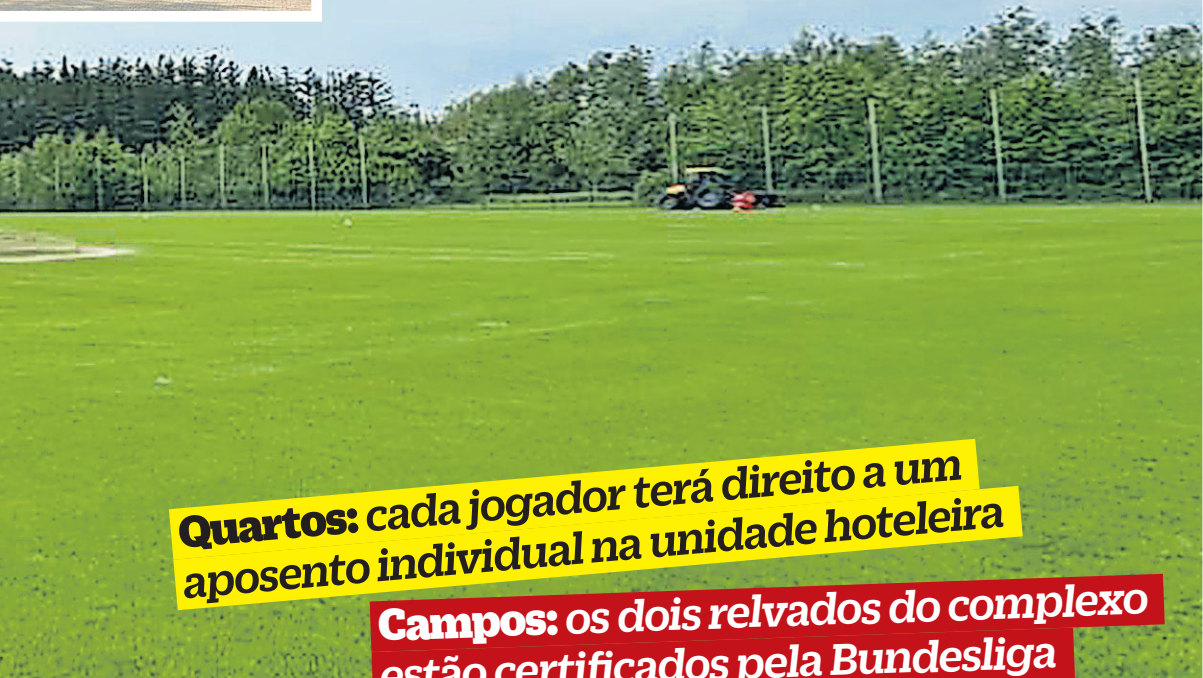 Quartos: cada jogador terá direito a um
aposento individual na unidade hoteleira
Campos: os dois relvados do complexo
estão certificados pela Bundesliga